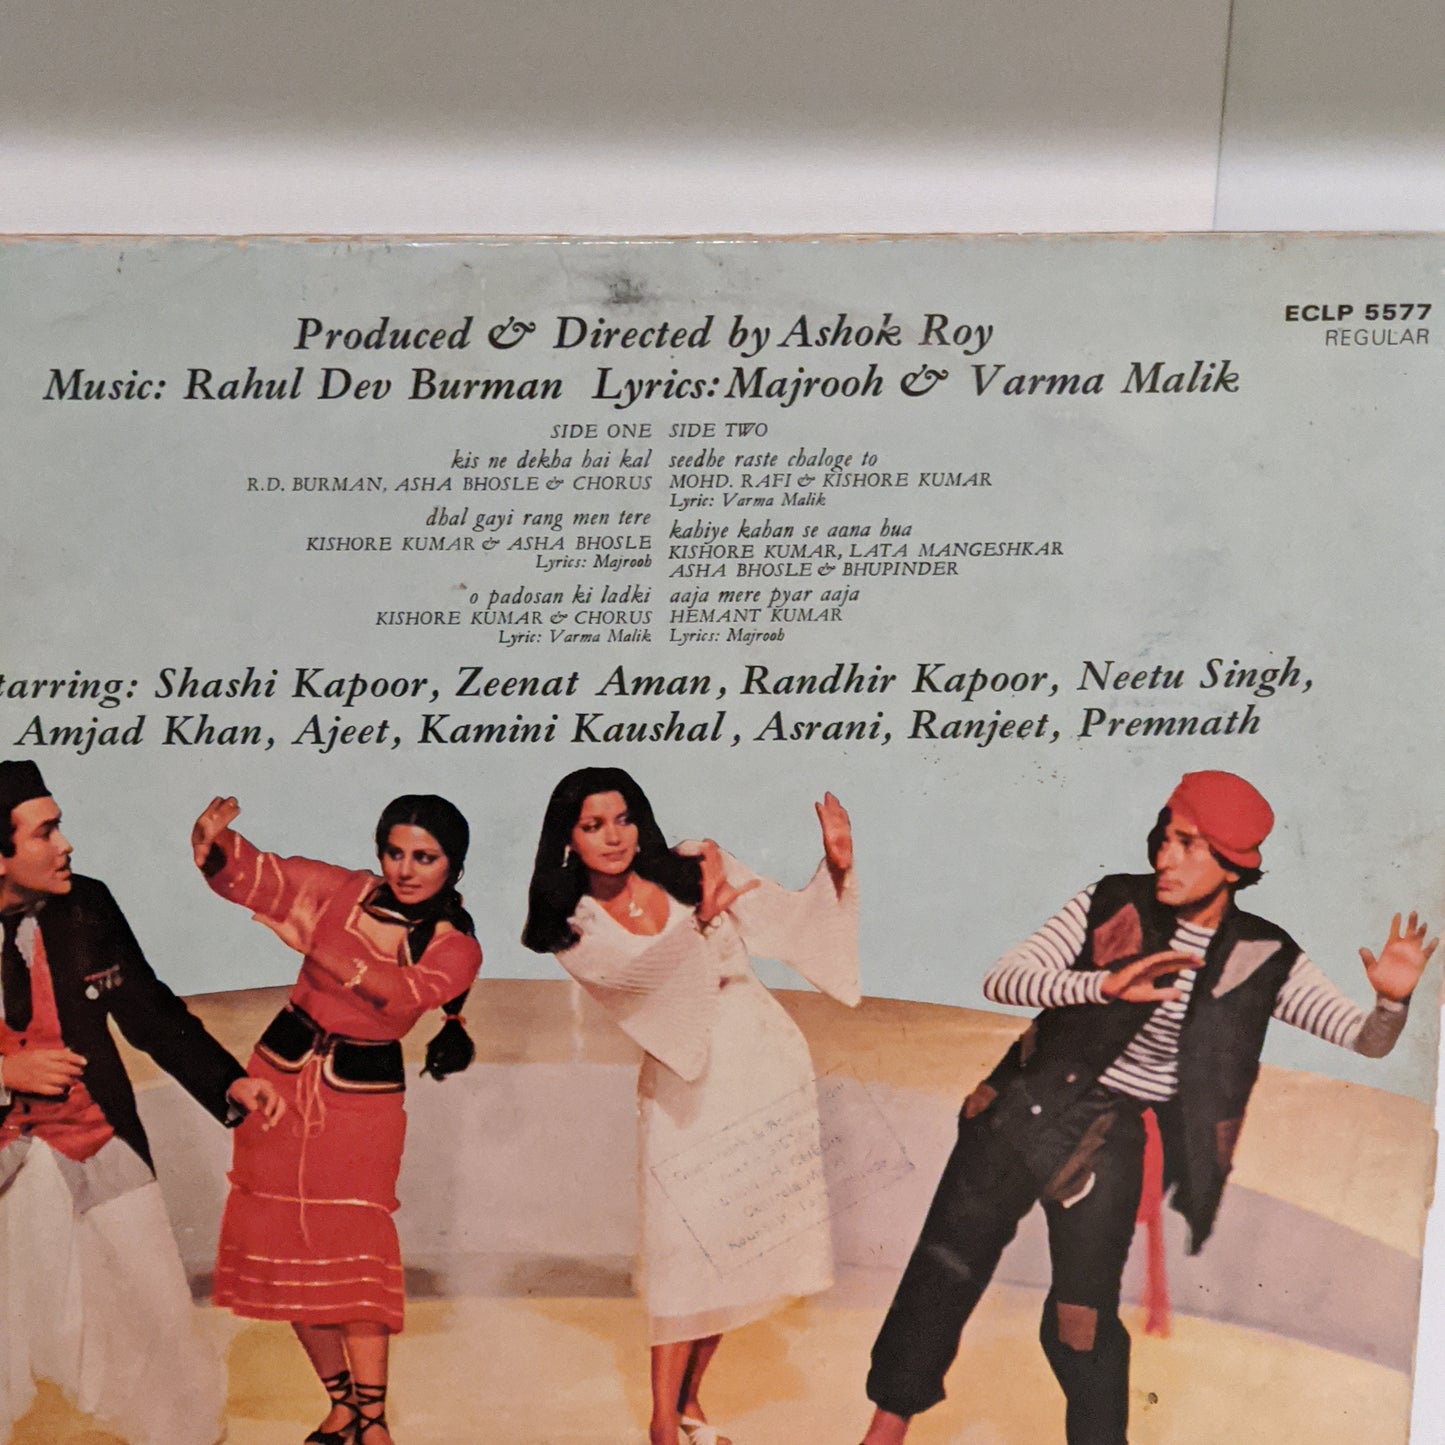 ECLP 5577
REGULAR
Produced & Directed by Ashok Roy
Music: Rahul Dev Burman Lyrics: Majrooh & Varma Malik
SIDE ONE
kis ne dekha hai kal
R.D. BURMAN, ASHA BHOSLE & CHORUS
dhal gayi rang men tere
KISHORE KUMAR & ASHA BHOSLE
Lyrics: Majrooh
o padosan ki ladki
KISHORE KUMAR & CHORUS
Lyric: Varma Malik
SIDE TWO
seedhe raste chaloge to
MOHD. RAFI & KISHORE KUMAR
Lyric: Varma Malik
kahiye kahan se aana hua
KISHORE KUMAR, LATA MANGESHKAR
ASHA BHOSLE & BHUPINDER
aaja mere pyar aaja
HEMANT KUMAR
Lyrics: Majrooh
tarring: Shashi Kapoor, Zeenat Aman, Randhir Kapoor, Neetu Singh,
Amjad Khan, Ajeet, Kamini Kaushal, Asrani, Ranjeet, Premnath